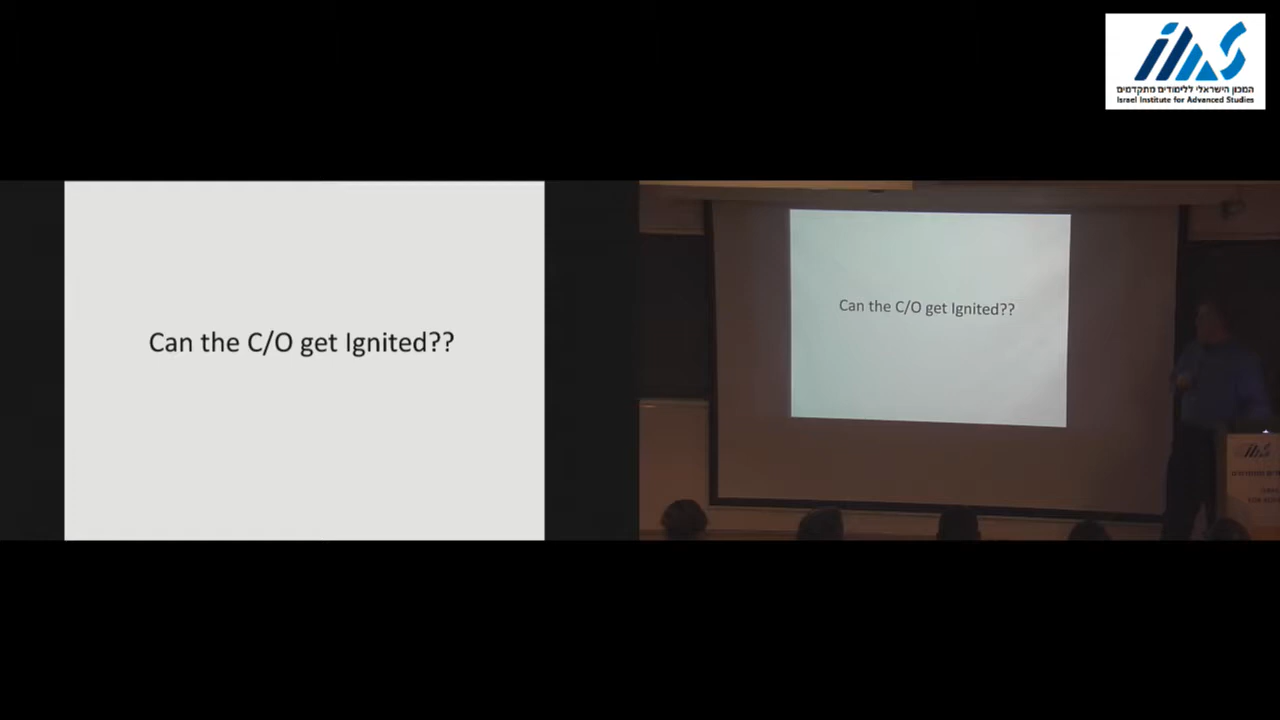 המכון הישראלי ללימודים מתקדמים
Israel Institute for Advanced Studies
Can the C/O get Ignited??
Can the C/O get Ignited??